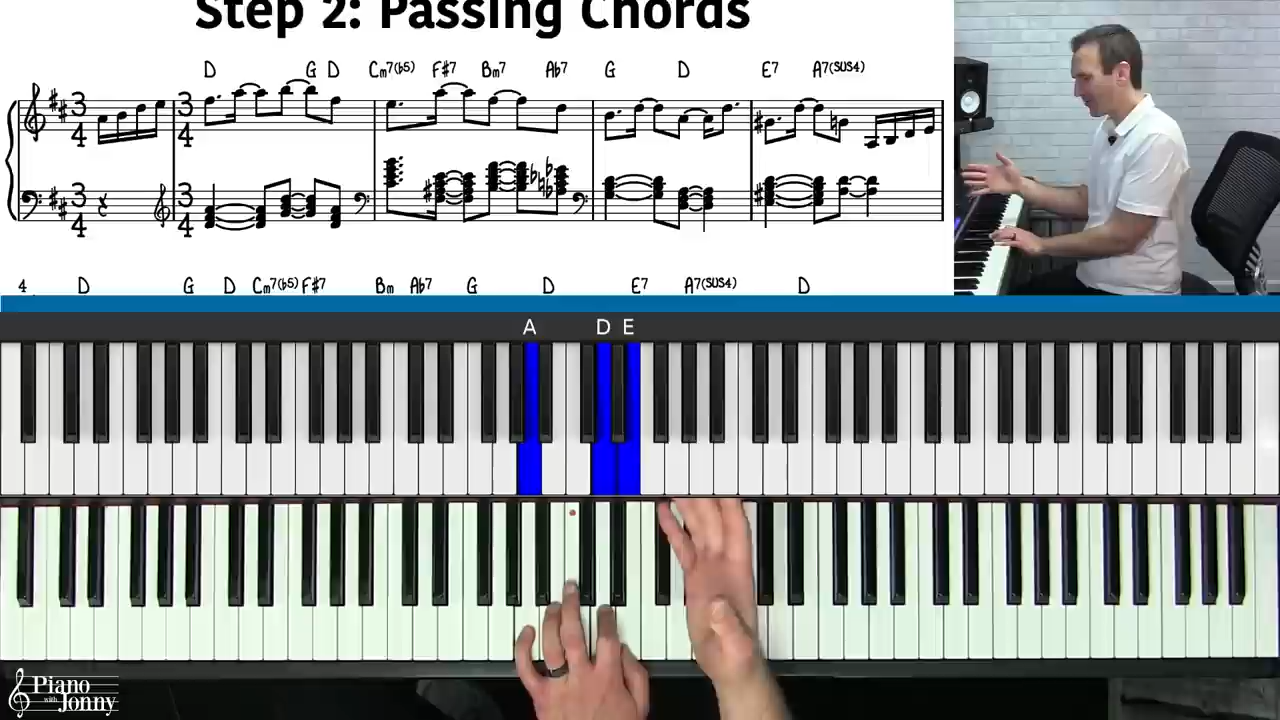 Step 2: Passing Chords
D G D Cm7(b5) F#7 Bm7 Ab7 G D E7 A7(SUS4)
3 3
4 4
3 3
4 4
4 D G D Cm7(b5) F#7 Bm Ab7 G D E7 A7(SUS4) D
A D E
Piano
with
Jonny